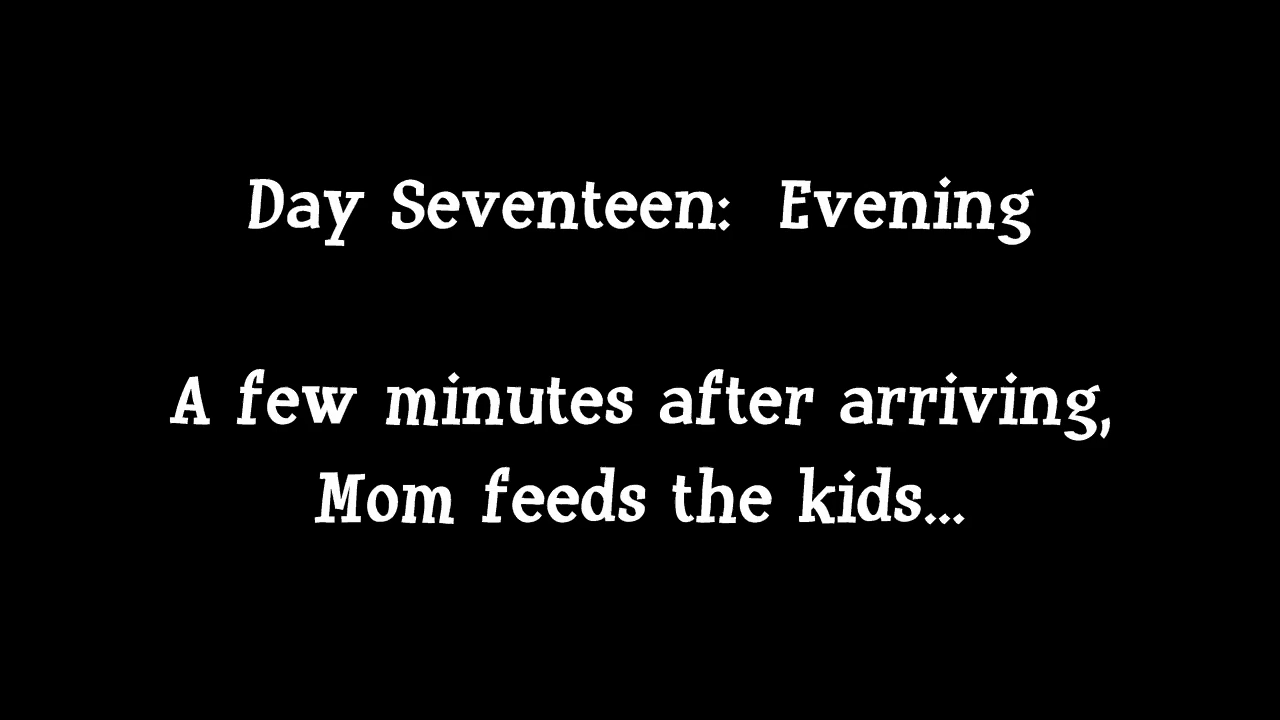 Day Seventeen:  Evening
A few minutes after arriving,
Mom feeds the kids...